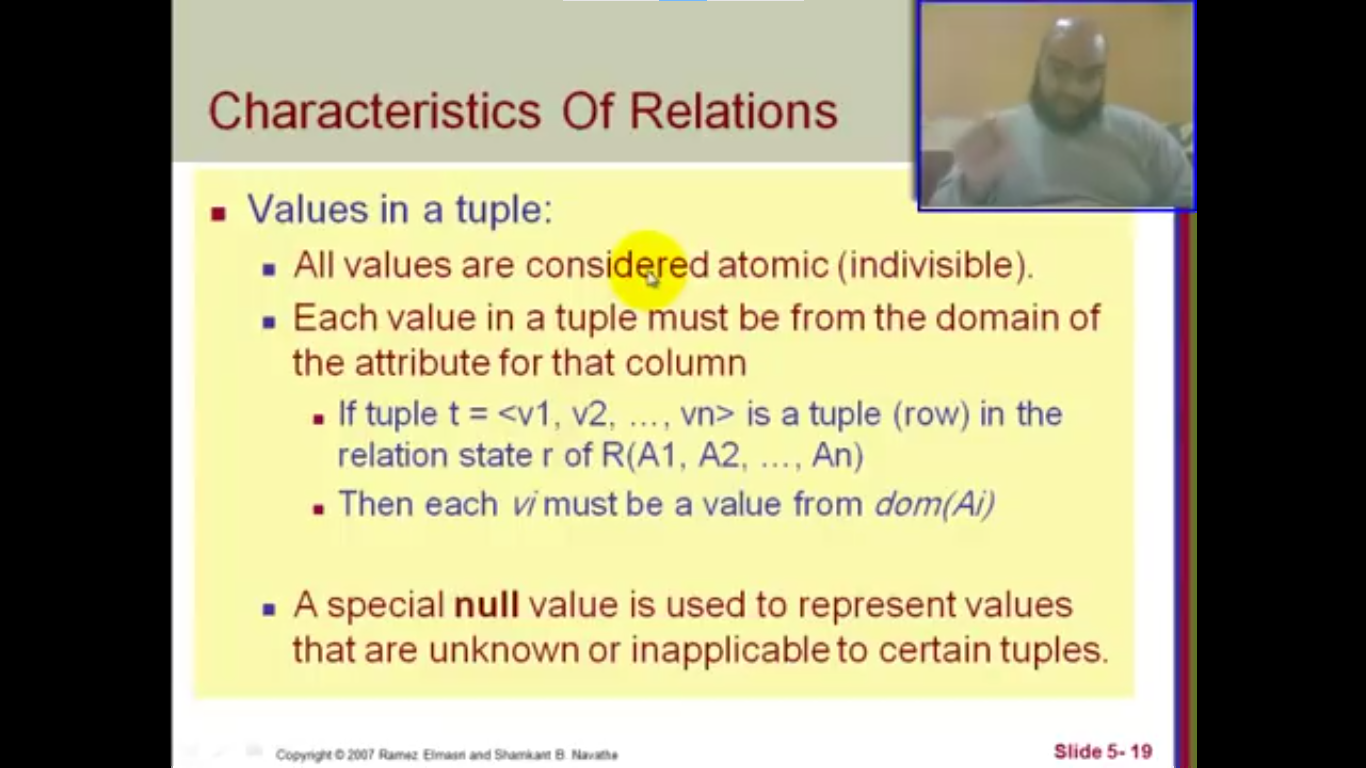 Characteristics Of Relations
Values in a tuple:
All values are considered atomic (indivisible).
Each value in a tuple must be from the domain of
the attribute for that column
If tuple t = <v1, v2, …, vn> is a tuple (row) in the
relation state r of R(A1, A2, …, An)
Then each vi must be a value from dom(Ai)
A special null value is used to represent values
that are unknown or inapplicable to certain tuples.
Copyright © 2007 Ramez Elmasri and Shamkant B. Navathe
Slide 5- 19